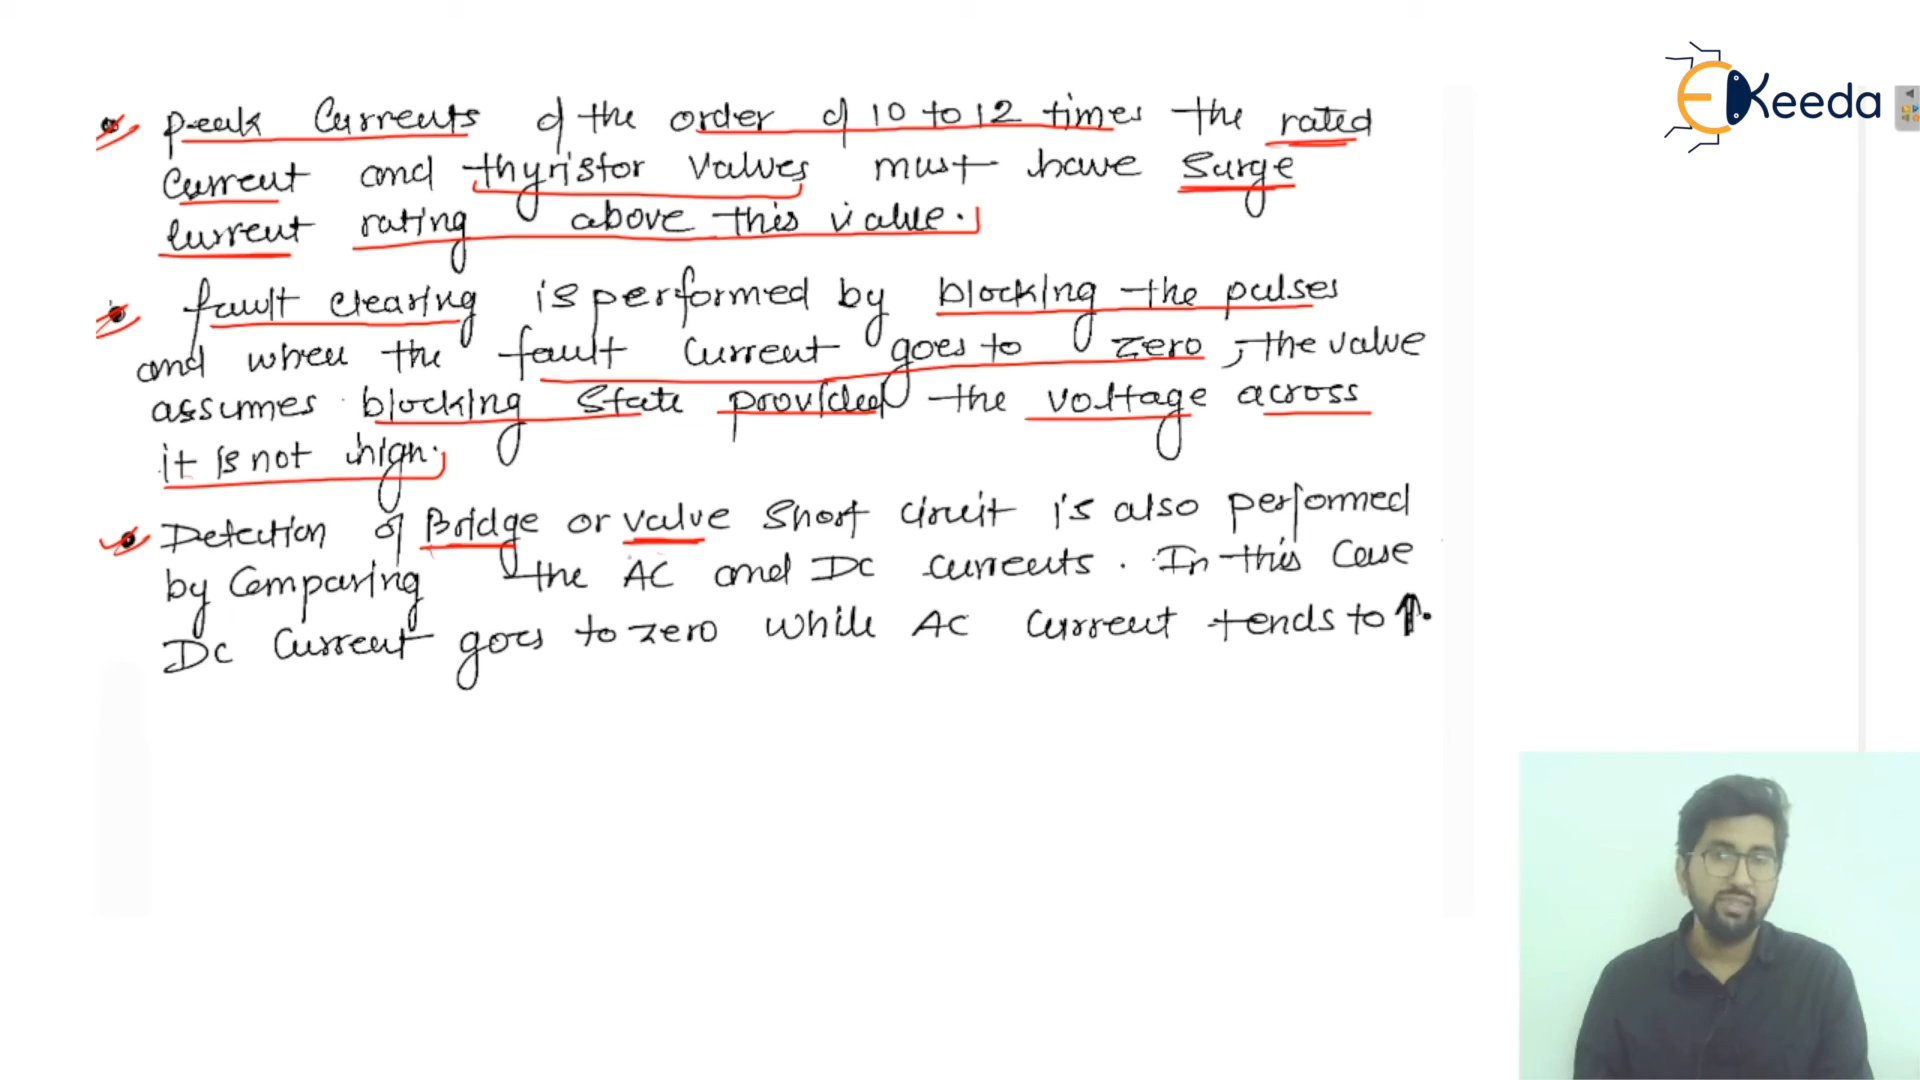 EKeeda
Peak Currents of the order of 10 to 12 times the rated
Current and thyristor valves must have Surge
Current rating above this value.
fault clearing is performed by blocking the pulses
and when the fault current goes to zero, the value
assumes blocking State provided the voltage across
it is not high.
Detection of Bridge or valve Short circuit is also performed
by Comparing the AC and DC currents. In this Case
DC Current goes to zero while AC Current tends to ↑.